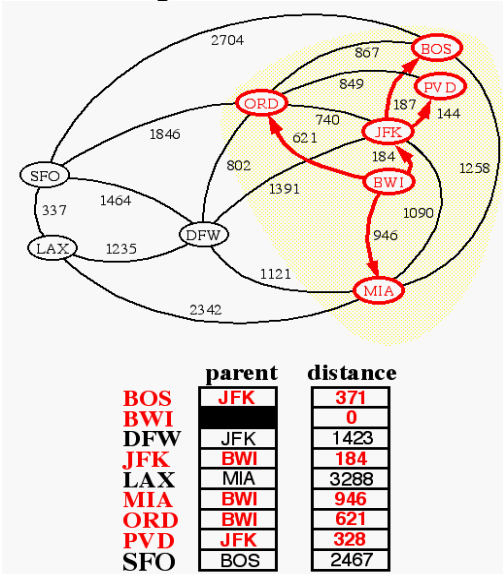 2704
BOS
867
849
PVD
ORD
187
144
740
JFK
1846
621
184
802
1258
SFO
BWI
1464
1391
337
1090
DFW
946
LAX
1235
1121
MIA
2342
parent distance
BOS JFK 371
BWI 0
DFW JFK 1423
JFK BWI 184
LAX MIA 3288
MIA BWI 946
ORD BWI 621
PVD JFK 328
SFO BOS 2467